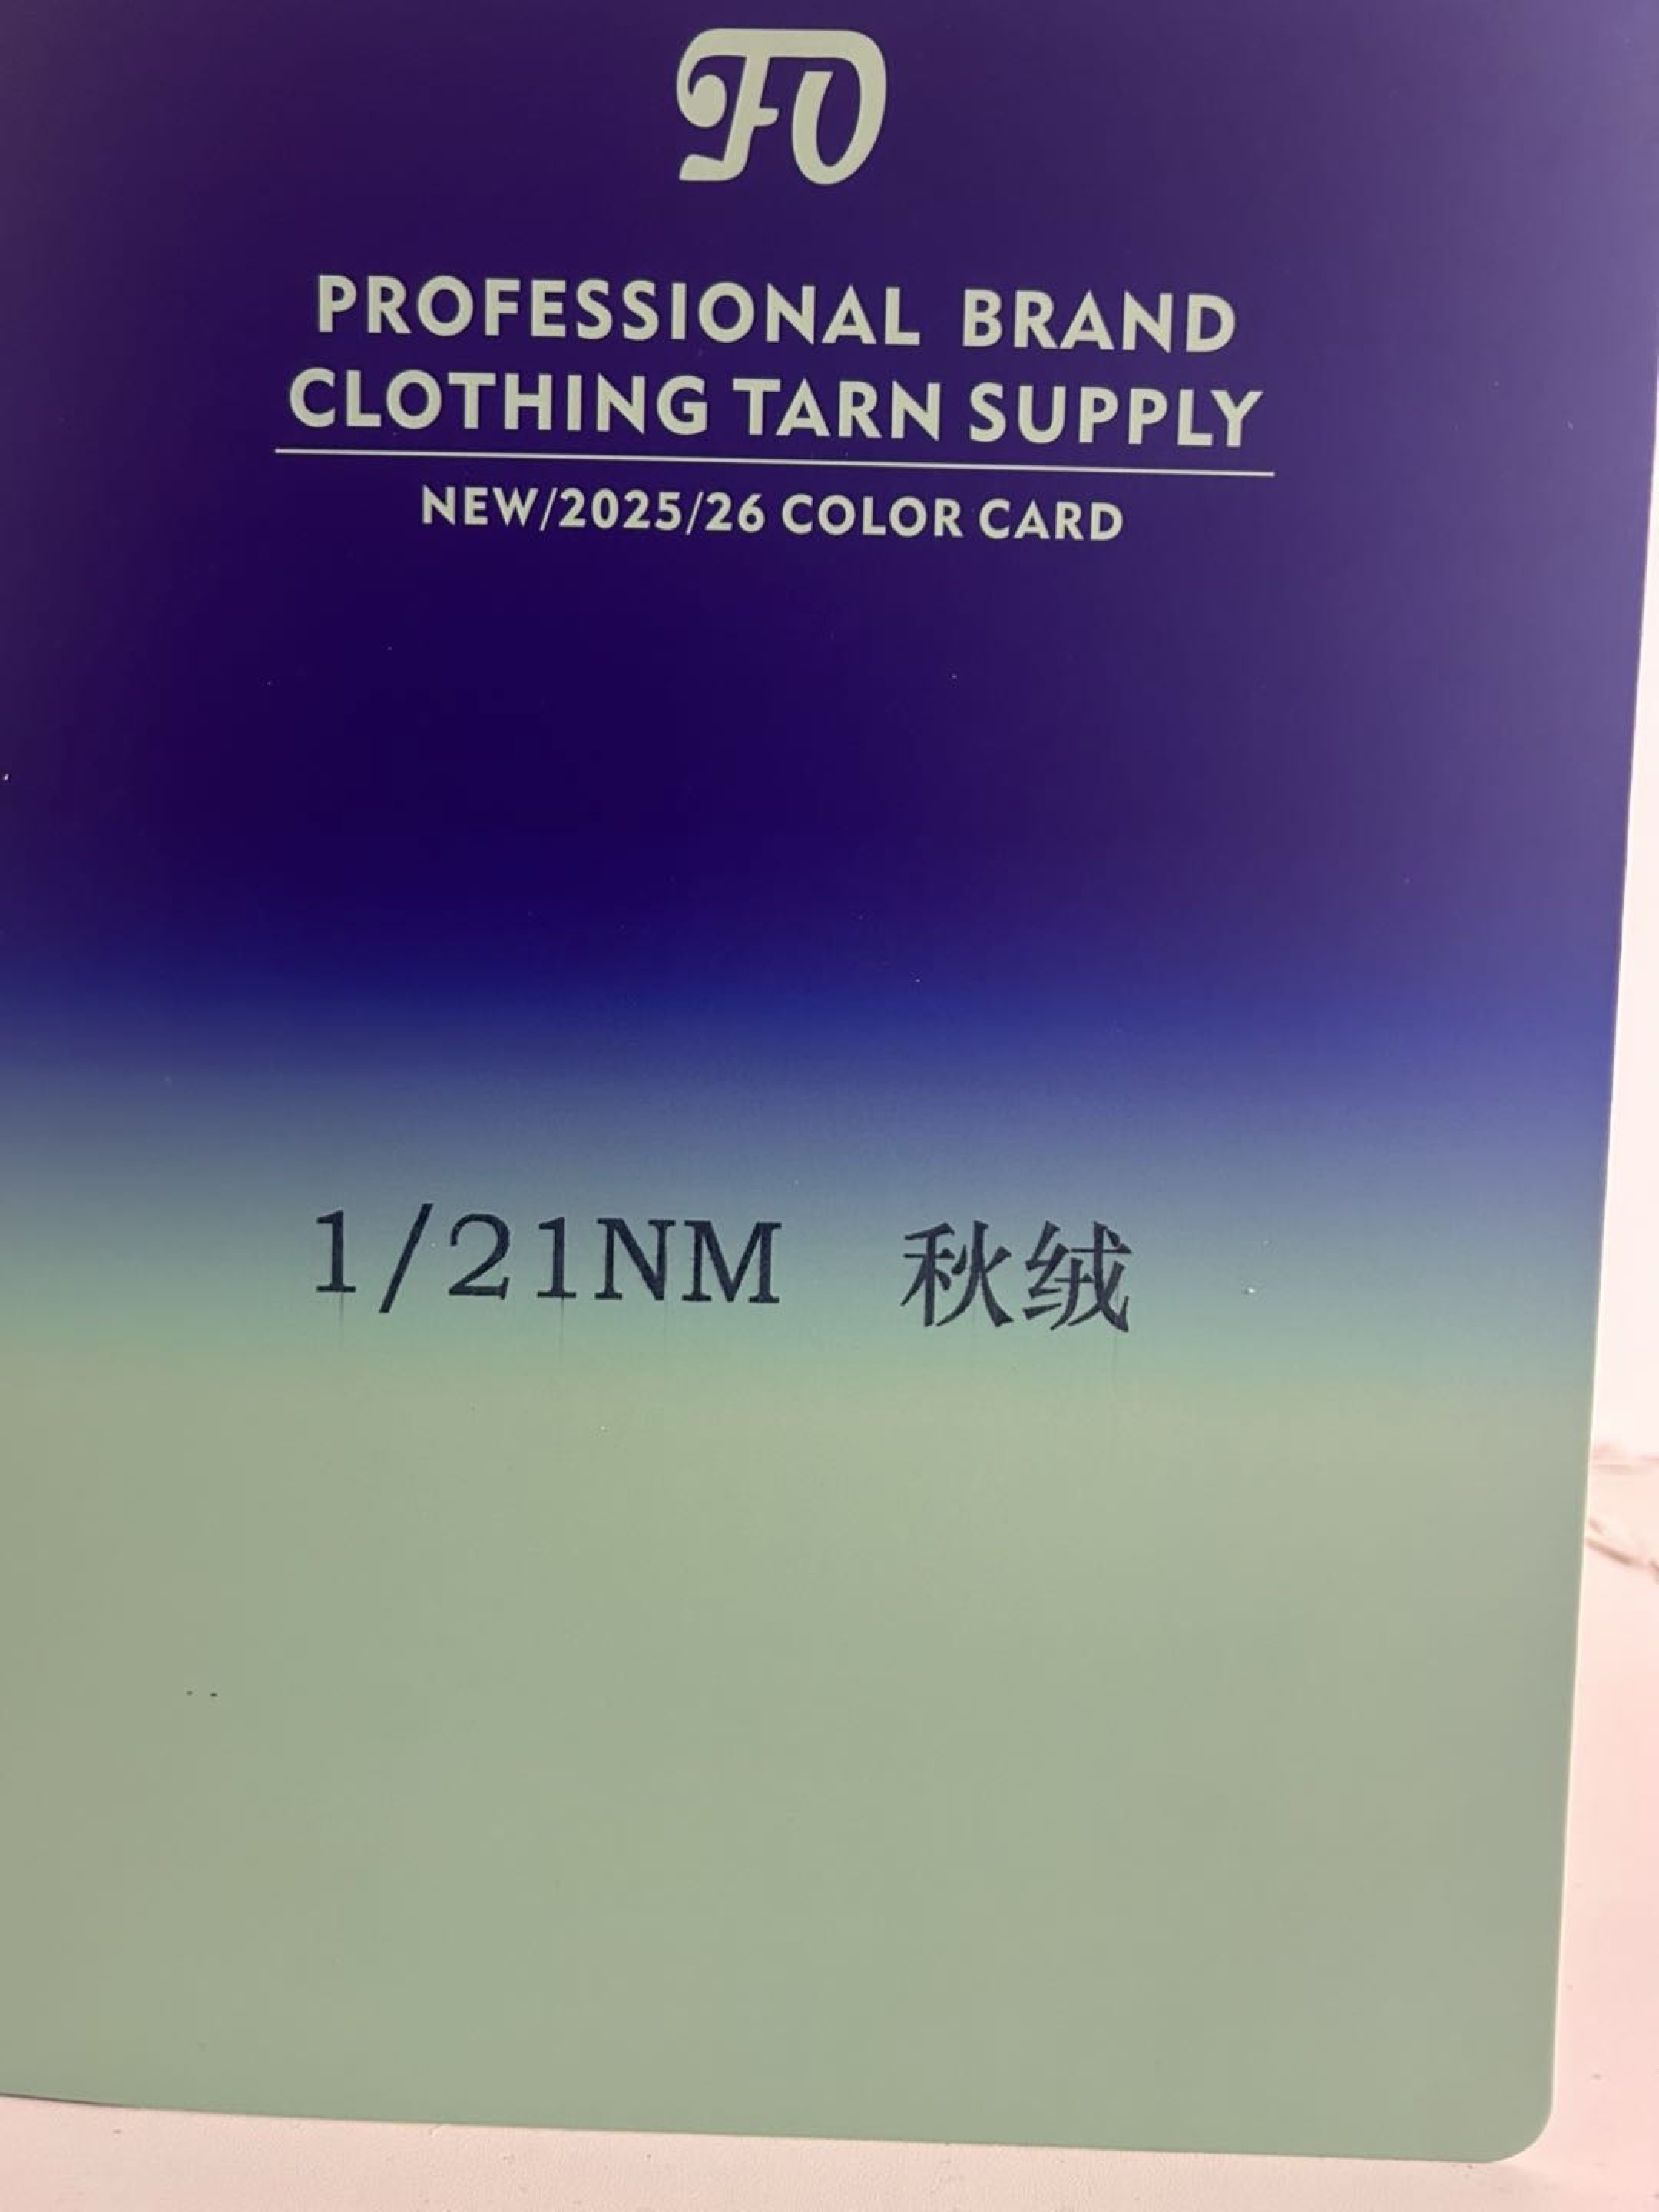 FO
PROFESSIONAL BRAND
CLOTHING TARN SUPPLY
NEW/2025/26 COLOR CARD
1/21NM 秋绒